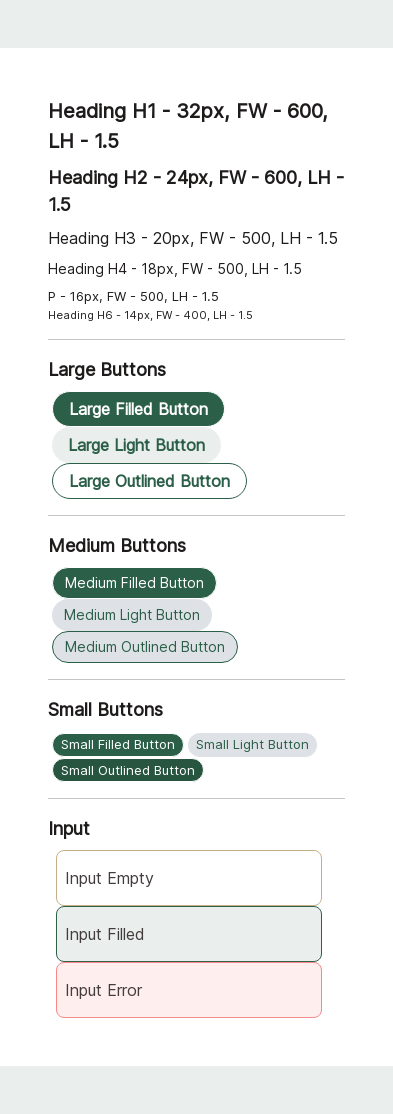 Heading H1 - 32px, FW - 600,
LH - 1.5
Heading H2 - 24px, FW - 600, LH -
1.5
Heading H3 - 20px, FW - 500, LH - 1.5
Heading H4 - 18px, FW - 500, LH - 1.5
P - 16px, FW - 500, LH - 1.5
Heading H6 - 14px, FW - 400, LH - 1.5
Large Buttons
Large Filled Button
Large Light Button
Large Outlined Button
Medium Buttons
Medium Filled Button
Medium Light Button
Medium Outlined Button
Small Buttons
Small Filled Button Small Light Button
Small Outlined Button
Input
Input Empty
Input Filled
Input Error